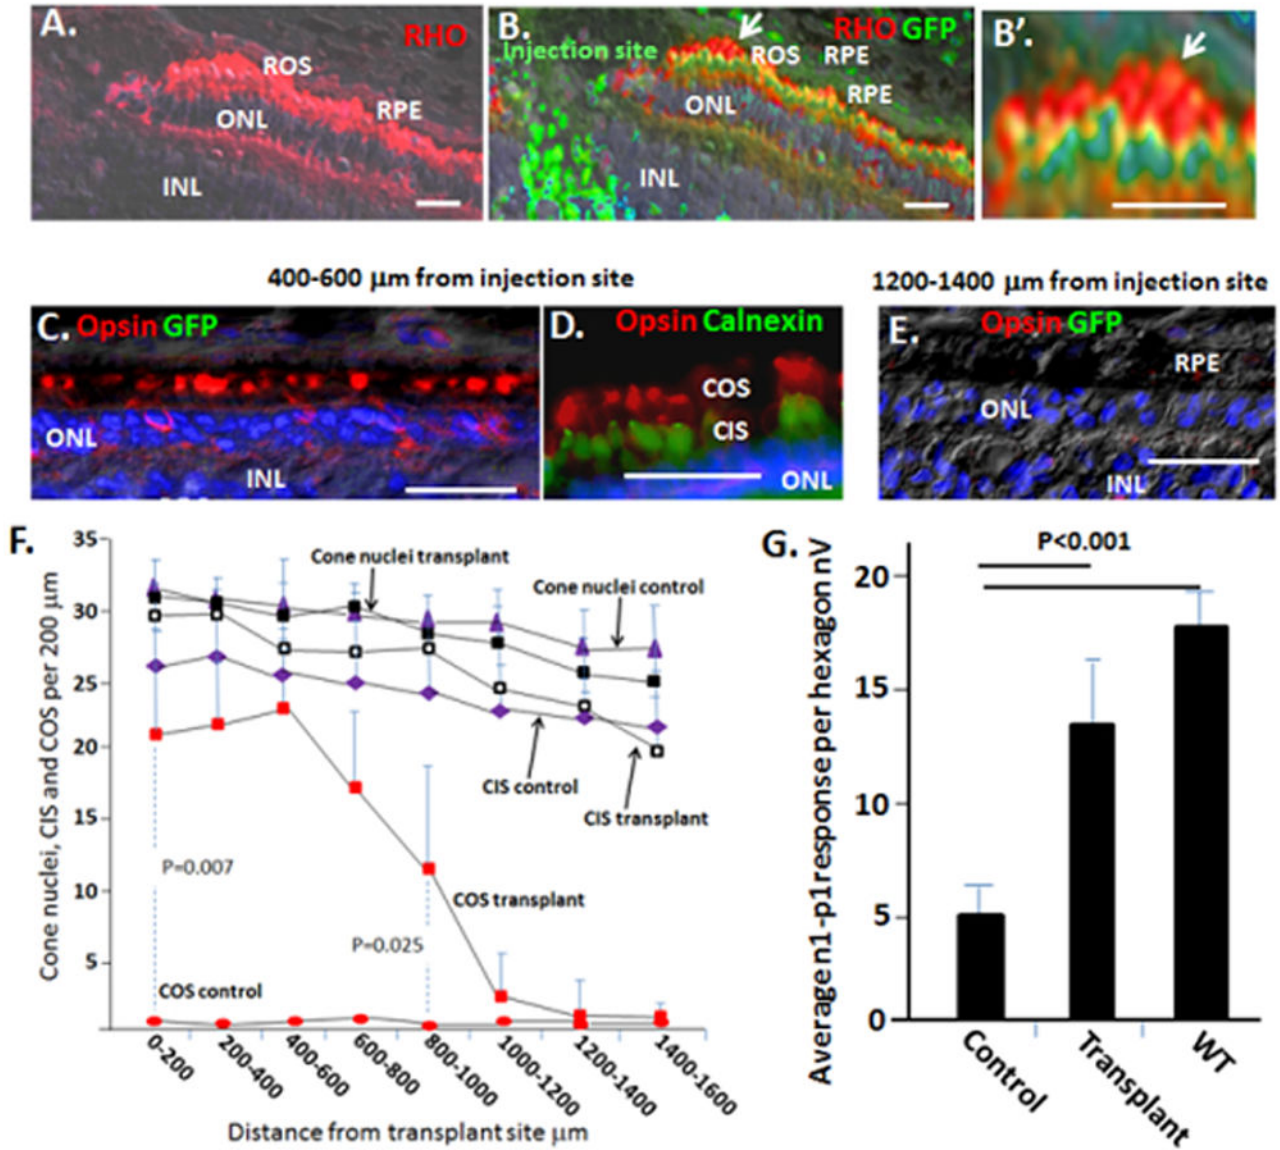 A.
RHO
ROS
ONL
RPE
INL
B.
RHO GFP
Injection site
ROS
RPE
ONL
RPE
INL
B'.
400-600 µm from injection site
1200-1400 µm from injection site
C. Opsin GFP
ONL
INL
D.
Opsin Calnexin
COS
CIS
ONL
E.
Opsin GFP
RPE
ONL
INL
F.
Cone nuclei, CIS and COS per 200 µm
35
30
25
20
15
10
5
Cone nuclei transplant
Cone nuclei control
CIS control
CIS transplant
P=0.007
COS transplant
P=0.025
COS control
0-200
200-400
400-600
600-800
800-1000
1000-1200
1200-1400
1400-1600
Distance from transplant site µm
G.
Average n1-p1 response per hexagon nV
P<0.001
20
15
10
5
0
Control
Transplant
WT